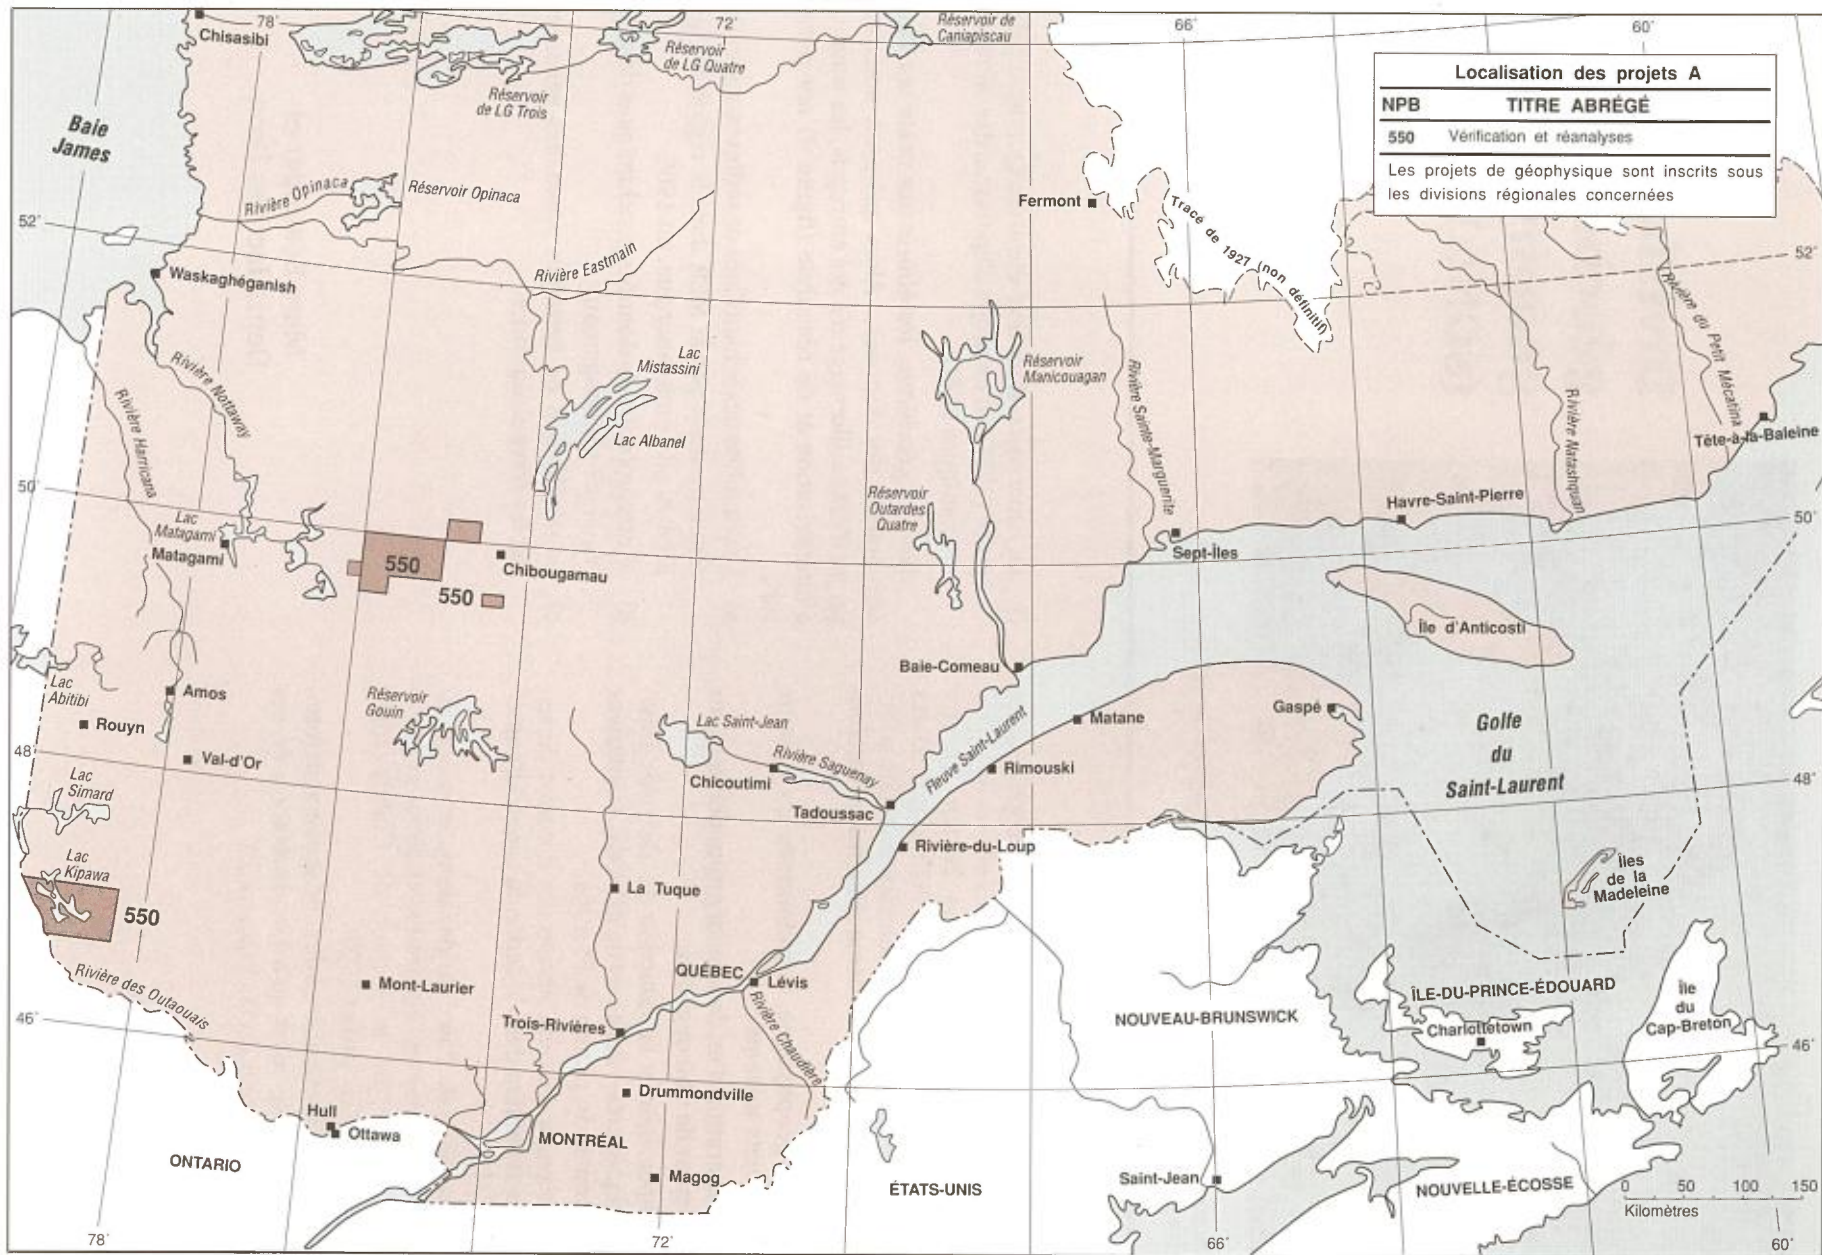 78°
72°
66°
60°
Chisasibi
Réservoir de
Caniapiscau
Réservoir
de LG Quatre
Réservoir
de LG Trois
Localisation des projets A
NPB TITRE ABRÉGÉ
550 Vérification et réanalyses
Les projets de géophysique sont inscrits sous
les divisions régionales concernées
Baie
James
Rivière Opinaca
Réservoir Opinaca
Fermont
Tracé de 1927 (non définitif)
52°
52°
Rivière Eastmain
Waskaghéganish
Rivière du Petit Mécatina
Lac
Mistassini
Réservoir
Manicouagan
Rivière Nottaway
Rivière Harricana
Rivière Sainte-Marguerite
Rivière Natashquan
Lac Albanel
Tête-à-la-Baleine
50°
50°
Réservoir
Outardes
Quatre
Havre-Saint-Pierre
Lac
Matagami
Matagami
550
Chibougamau
550
Sept-Îles
Île d'Anticosti
Baie-Comeau
Lac
Abitibi
Amos
Réservoir
Gouin
Rouyn
Lac Saint-Jean
Matane
Gaspé
Golfe
du
Saint-Laurent
48°
48°
Val-d'Or
Rivière Saguenay
Fleuve Saint-Laurent
Rimouski
Chicoutimi
Lac
Simard
Tadoussac
Rivière-du-Loup
Lac
Kipawa
550
La Tuque
Îles
de la
Madeleine
Rivière des Outaouais
Mont-Laurier
QUÉBEC
Lévis
Rivière Chaudière
ÎLE-DU-PRINCE-ÉDOUARD
Île
du
Cap-Breton
46°
46°
Trois-Rivières
NOUVEAU-BRUNSWICK
Charlottetown
Drummondville
Hull
Ottawa
MONTRÉAL
ONTARIO
Magog
ÉTATS-UNIS
Saint-Jean
NOUVELLE-ÉCOSSE
0 50 100 150
Kilomètres
78°
72°
66°
60°